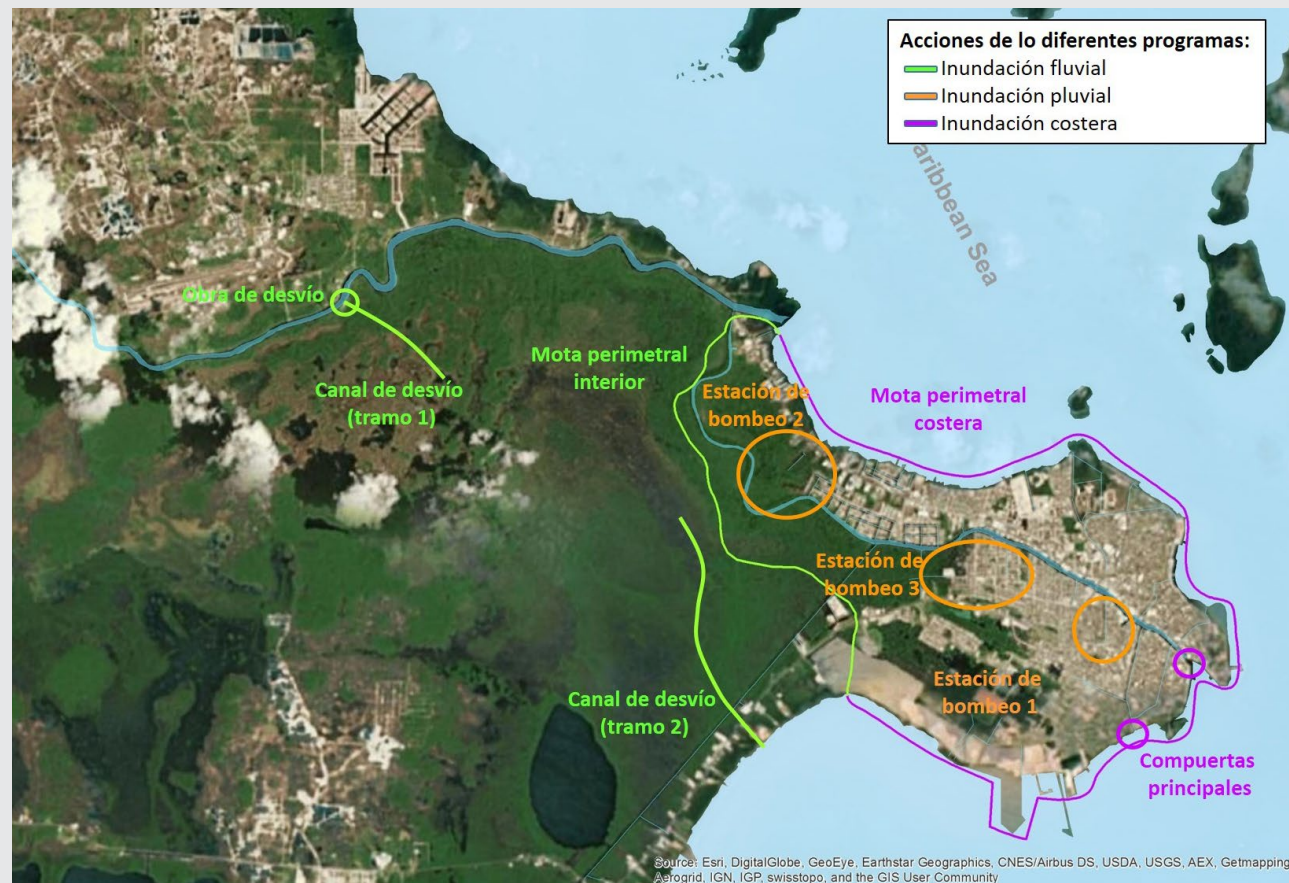 Acciones de lo diferentes programas:
Inundación fluvial
Inundación pluvial
Inundación costera
aribbean Sea
Obra de desvío
Canal de desvío
(tramo 1)
Mota perimetral
interior
Estación de
bombeo 2
Mota perimetral
costera
Estación de
bombeo 3
Canal de desvío
(tramo 2)
Estación de
bombeo 1
Compuertas
principales
Source: Esri, DigitalGlobe, GeoEye, Earthstar Geographics, CNES/Airbus DS, USDA, USGS, AEX, Getmapping,
Aerogrid, IGN, IGP, swisstopo, and the GIS User Community